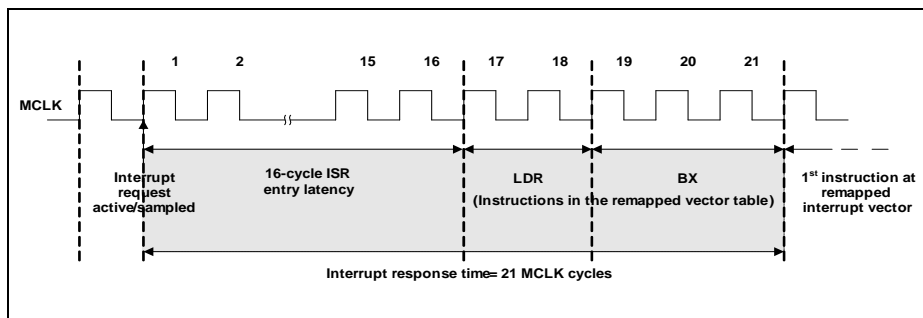 1 2 15 16 17 18 19 20 21
MCLK
Interrupt
request
active/sampled
16-cycle ISR
entry latency
LDR
BX
(Instructions in the remapped vector table)
1st instruction at
remapped
interrupt vector
Interrupt response time= 21 MCLK cycles